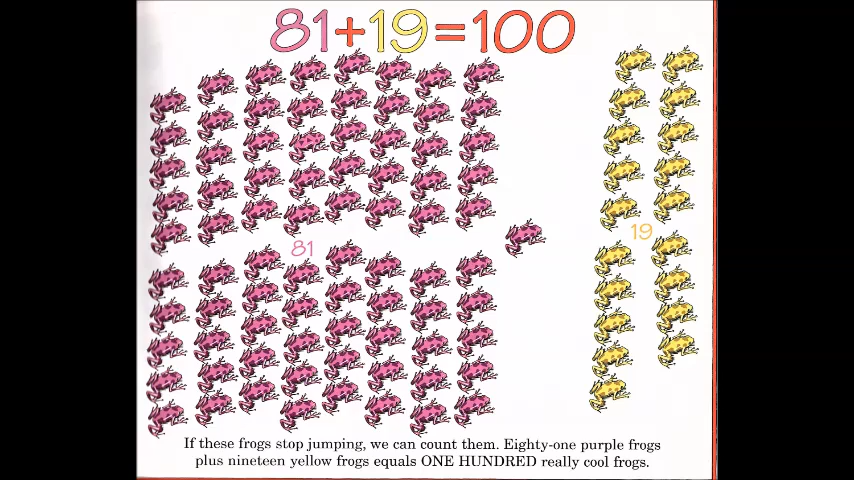 81+19=100
81
19
If these frogs stop jumping, we can count them. Eighty-one purple frogs
plus nineteen yellow frogs equals ONE HUNDRED really cool frogs.